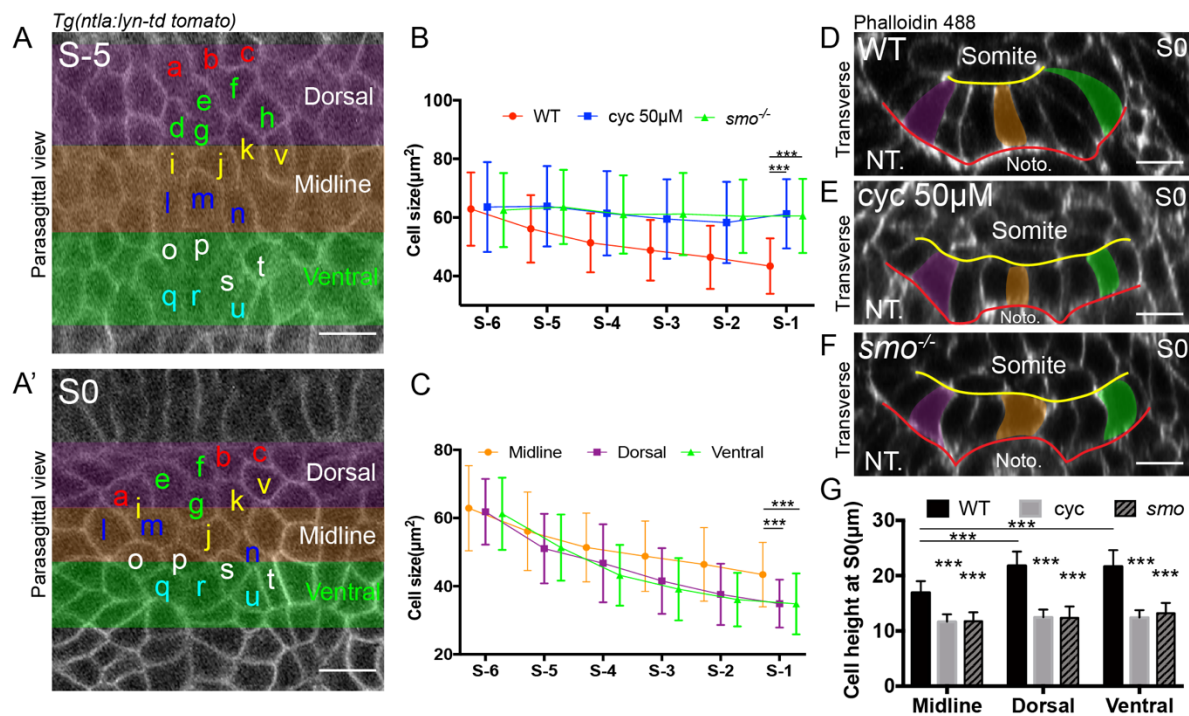 Tg(ntla:lyn-td tomato)
A
S-5
Parasagittal view
a b c
Dorsal
f
e
d g h
i j k v
Midline
l m n
o p
s t
Ventral
q r u
A'
S0
Parasagittal view
b c
Dorsal
f
a e k v
i g
l m j n
Midline
o p s t
q r u
Ventral
B
WT cyc 50µM smo-/-
Cell size(µm²)
100
80
60
40
20
***
***
S-6 S-5 S-4 S-3 S-2 S-1
C
Midline Dorsal Ventral
Cell size(µm²)
80
60
40
20
***
***
S-6 S-5 S-4 S-3 S-2 S-1
Phalloidin 488
D
WT
S0
Somite
Transverse
NT.
Noto.
E
cyc 50µM
S0
Somite
Transverse
NT.
Noto.
F
smo-/-
S0
Somite
Transverse
NT.
Noto.
G
WT cyc smo
Cell height at S0(µm)
30
20
10
0
***
***
*** *** *** *** *** ***
Midline Dorsal Ventral